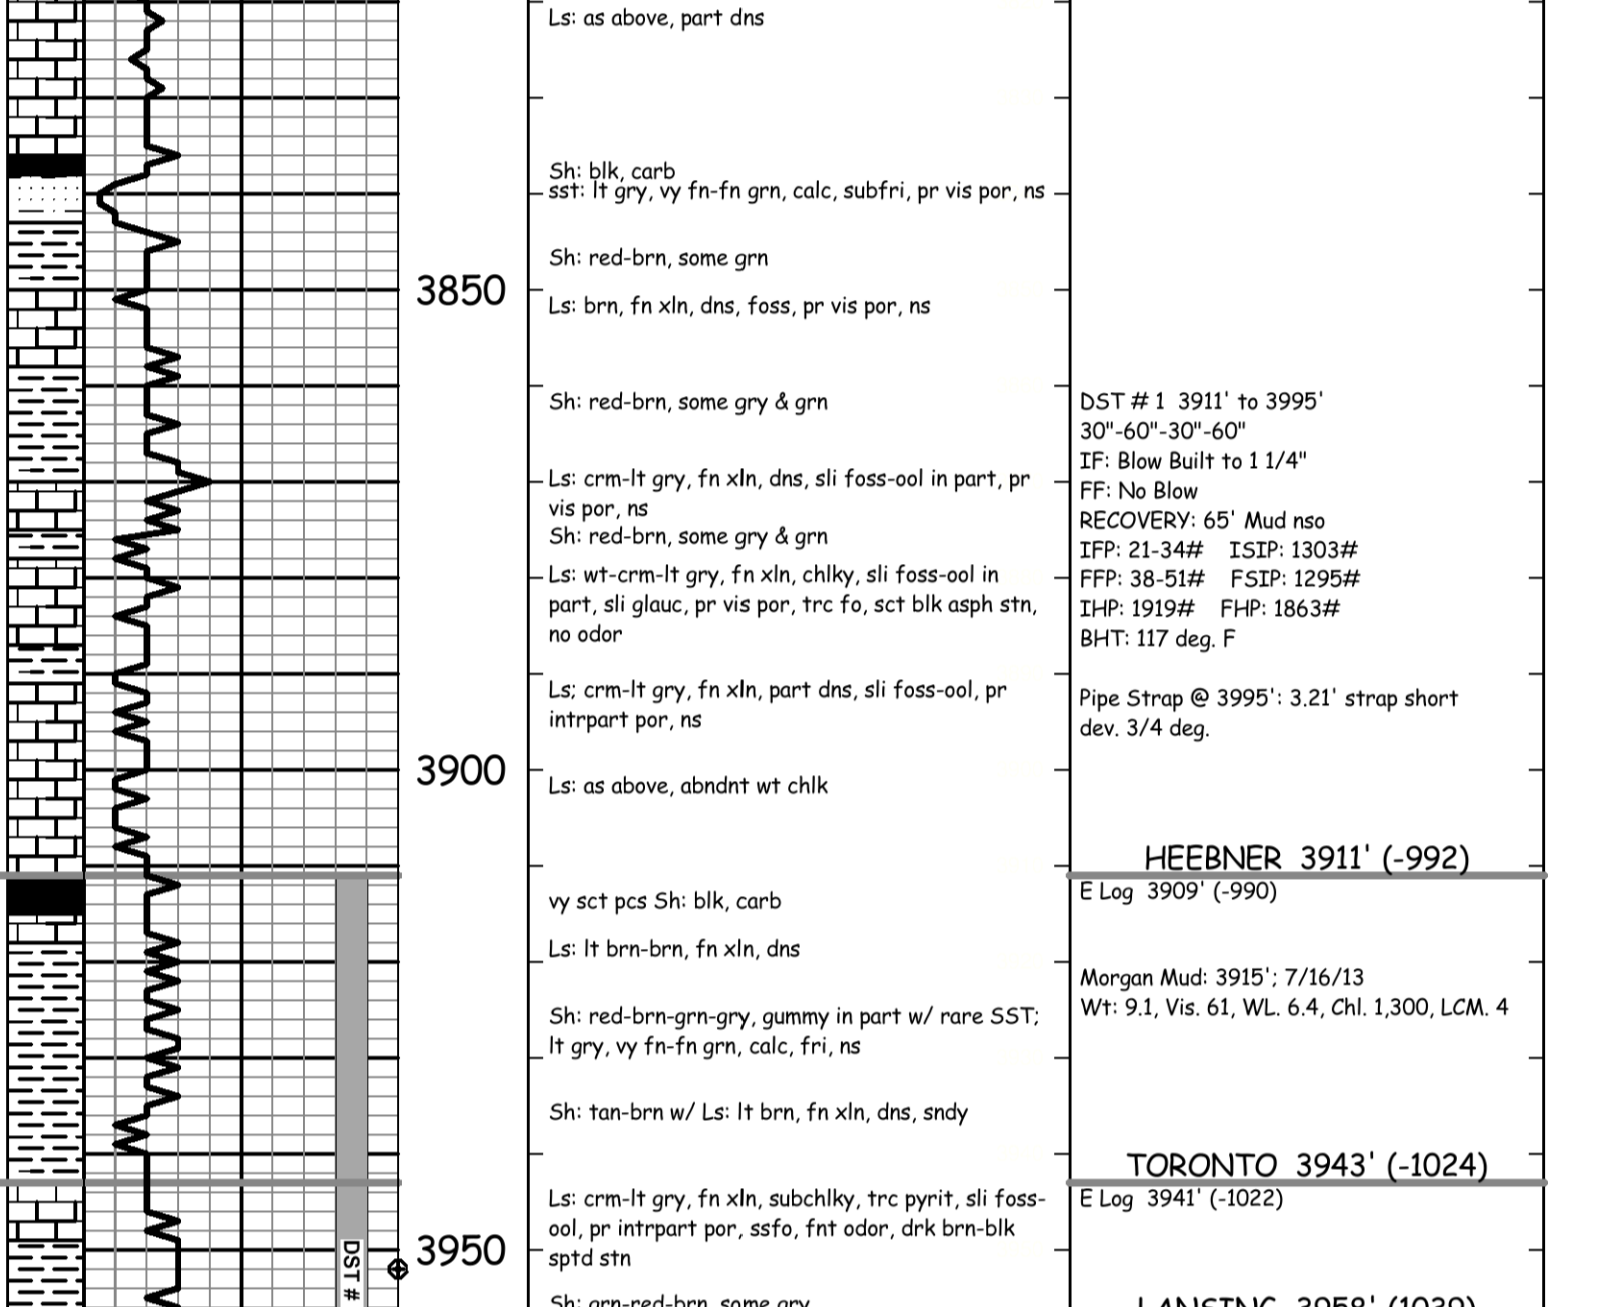 Ls: as above, part dns
Sh: blk, carb
sst: lt gry, vy fn-fn grn, calc, subfri, pr vis por, ns
Sh: red-brn, some grn
3850
Ls: brn, fn xln, dns, foss, pr vis por, ns
Sh: red-brn, some gry & grn
Ls: crm-lt gry, fn xln, dns, sli foss-ool in part, pr
vis por, ns
Sh: red-brn, some gry & grn
Ls: wt-crm-lt gry, fn xln, chlky, sli foss-ool in
part, sli glauc, pr vis por, trc fo, sct blk asph stn,
no odor
Ls; crm-lt gry, fn xln, part dns, sli foss-ool, pr
intrpart por, ns
3900
Ls: as above, abndnt wt chlk
vy sct pcs Sh: blk, carb
Ls: lt brn-brn, fn xln, dns
Sh: red-brn-grn-gry, gummy in part w/ rare SST;
lt gry, vy fn-fn grn, calc, fri, ns
Sh: tan-brn w/ Ls: lt brn, fn xln, dns, sndy
Ls: crm-lt gry, fn xln, subchlky, trc pyrit, sli foss-
ool, pr intrpart por, ssfo, fnt odor, drk brn-blk
sptd stn
3950
DST #
Sh: grn-red-brn, some gry
DST # 1 3911' to 3995'
30"-60"-30"-60"
IF: Blow Built to 1 1/4"
FF: No Blow
RECOVERY: 65' Mud nso
IFP: 21-34# ISIP: 1303#
FFP: 38-51# FSIP: 1295#
IHP: 1919# FHP: 1863#
BHT: 117 deg. F
Pipe Strap @ 3995': 3.21' strap short
dev. 3/4 deg.
HEEBNER 3911' (-992)
E Log 3909' (-990)
Morgan Mud: 3915'; 7/16/13
Wt: 9.1, Vis. 61, WL. 6.4, Chl. 1,300, LCM. 4
TORONTO 3943' (-1024)
E Log 3941' (-1022)
LANSING 3958' (-1039)